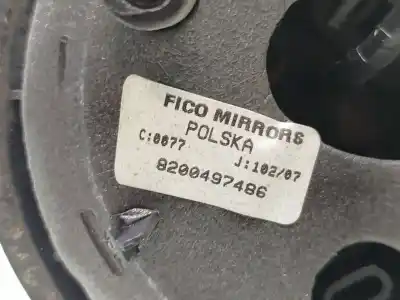 FICO MIRRORS
POLSKA
C:0077 J:102/07
8200497486